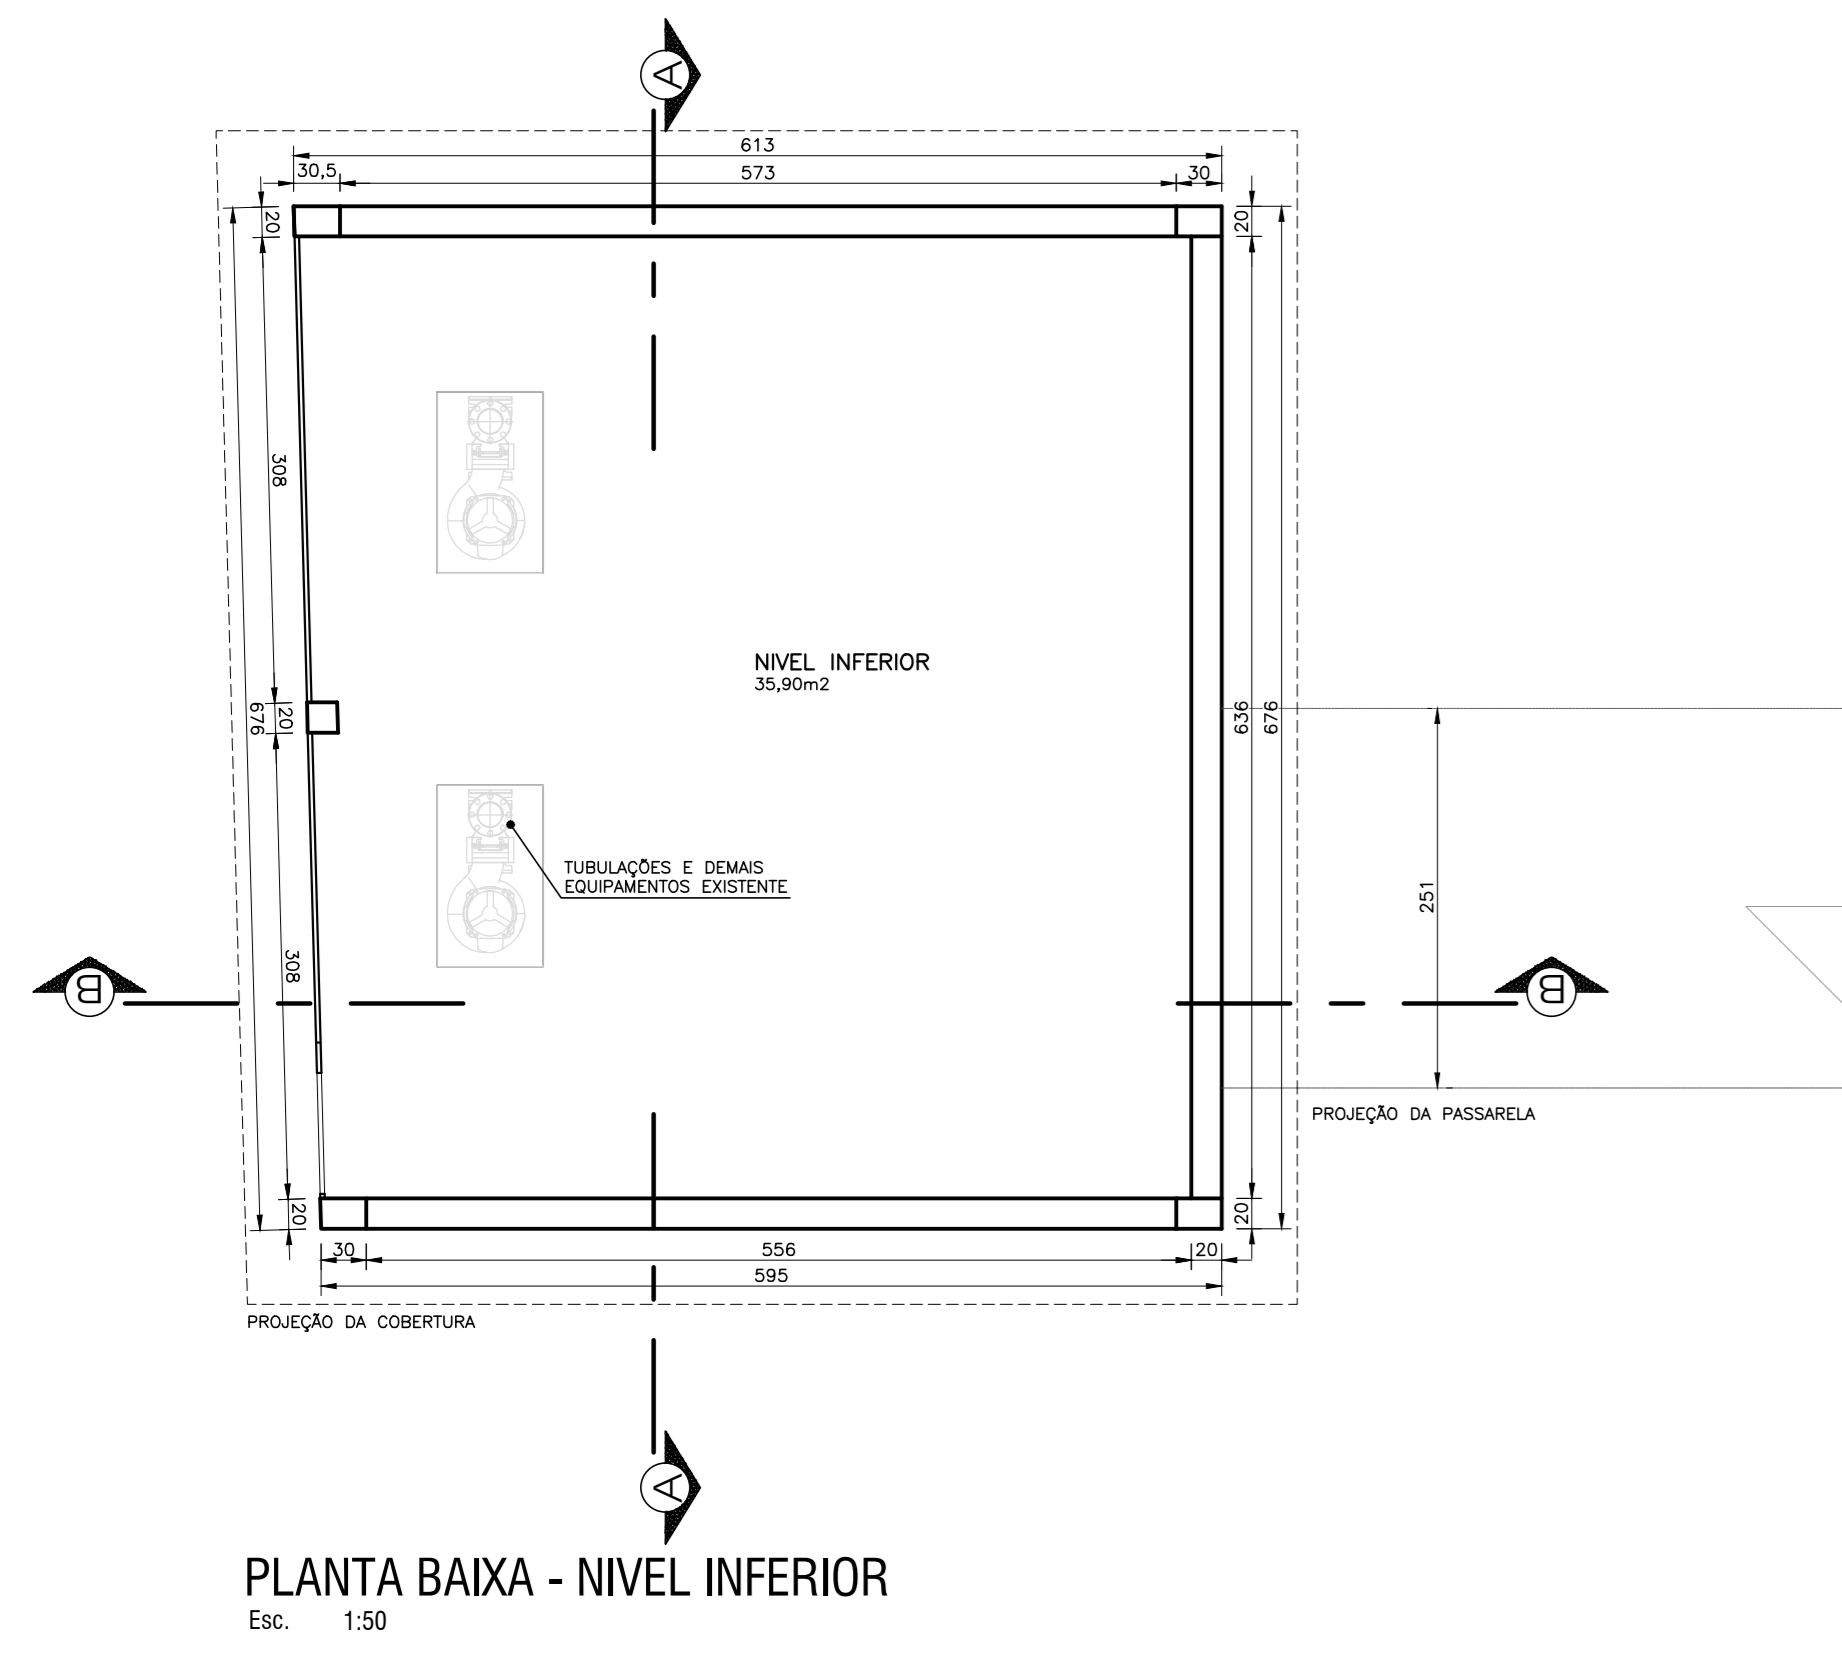 A
613
30,5 573 30
20
20
308
NIVEL INFERIOR
35,90m2
676
20
636
676
TUBULAÇÕES E DEMAIS
EQUIPAMENTOS EXISTENTE
251
308
B
B
PROJEÇÃO DA PASSARELA
20
20
30 556 20
595
PROJEÇÃO DA COBERTURA
A
PLANTA BAIXA - NIVEL INFERIOR
Esc. 1:50